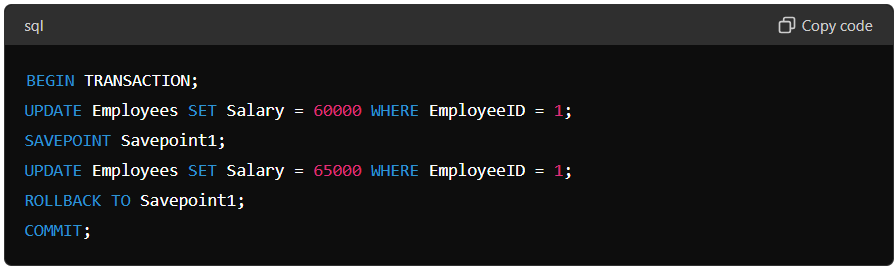 sql
Copy code
BEGIN TRANSACTION;
UPDATE Employees SET Salary = 60000 WHERE EmployeeID = 1;
SAVEPOINT Savepoint1;
UPDATE Employees SET Salary = 65000 WHERE EmployeeID = 1;
ROLLBACK TO Savepoint1;
COMMIT;